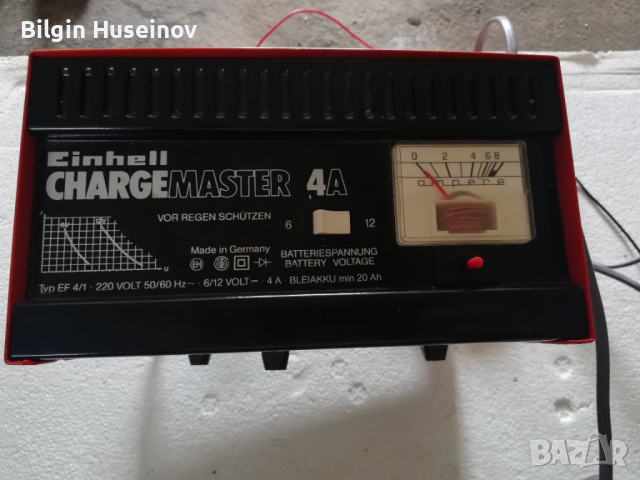 Bilgin Huseinov
Einhell
CHARGEMASTER 4A
VOR REGEN SCHÜTZEN
6 12
Made in Germany
BATTERIESPANNUNG
BATTERY VOLTAGE
Typ EF 4/1 · 220 VOLT 50/60 Hz ~ · 6/12 VOLT ⎓ 4 A · BLEIAKKU min 20 Ah
0 2 4 6 8
ampere
6V 12V
U
BAZAR